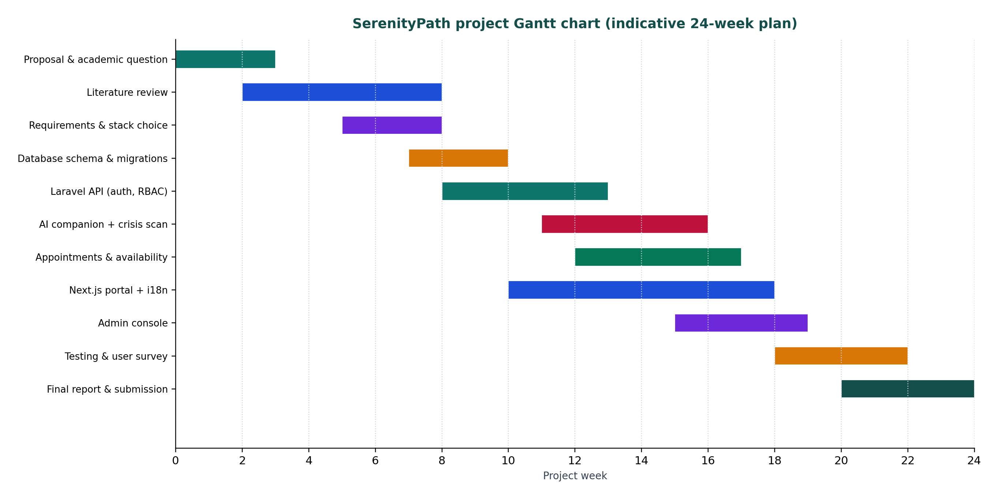 SerenityPath project Gantt chart (indicative 24-week plan)
Proposal & academic question
Literature review
Requirements & stack choice
Database schema & migrations
Laravel API (auth, RBAC)
AI companion + crisis scan
Appointments & availability
Next.js portal + i18n
Admin console
Testing & user survey
Final report & submission
0 2 4 6 8 10 12 14 16 18 20 22 24
Project week